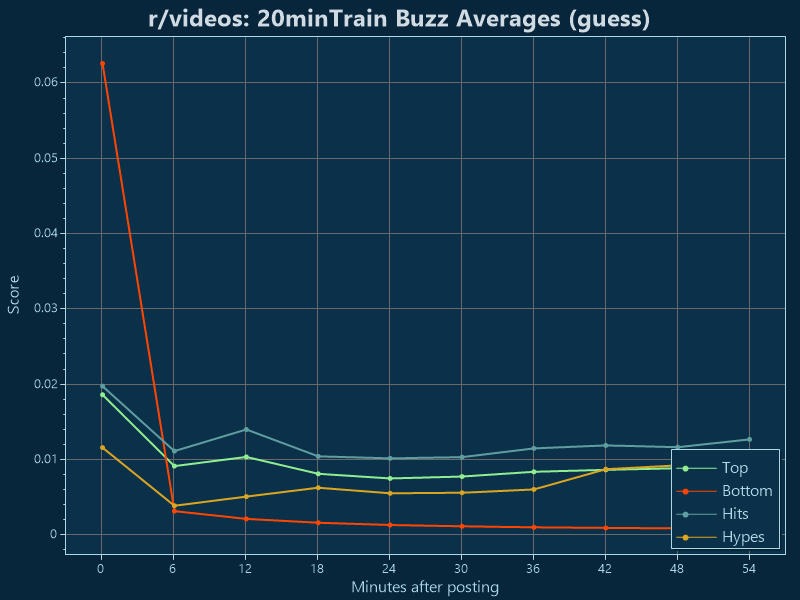 r/videos: 20minTrain Buzz Averages (guess)
Score
0.06
0.05
0.04
0.03
0.02
0.01
0
0 6 12 18 24 30 36 42 48 54
Minutes after posting
Top
Bottom
Hits
Hypes